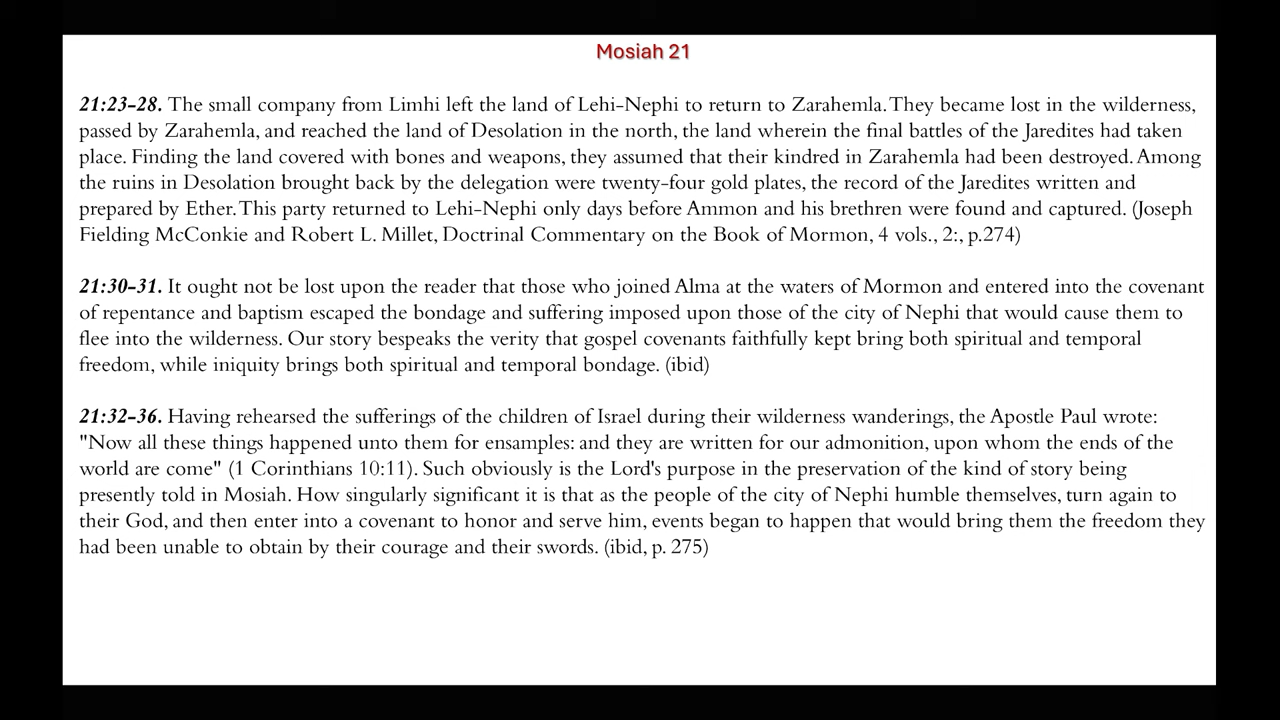 Mosiah 21
21:23-28. The small company from Limhi left the land of Lehi-Nephi to return to Zarahemla. They became lost in the wilderness,
passed by Zarahemla, and reached the land of Desolation in the north, the land wherein the final battles of the Jaredites had taken
place. Finding the land covered with bones and weapons, they assumed that their kindred in Zarahemla had been destroyed. Among
the ruins in Desolation brought back by the delegation were twenty-four gold plates, the record of the Jaredites written and
prepared by Ether. This party returned to Lehi-Nephi only days before Ammon and his brethren were found and captured. (Joseph
Fielding McConkie and Robert L. Millet, Doctrinal Commentary on the Book of Mormon, 4 vols., 2:, p.274)
21:30-31. It ought not be lost upon the reader that those who joined Alma at the waters of Mormon and entered into the covenant
of repentance and baptism escaped the bondage and suffering imposed upon those of the city of Nephi that would cause them to
flee into the wilderness. Our story bespeaks the verity that gospel covenants faithfully kept bring both spiritual and temporal
freedom, while iniquity brings both spiritual and temporal bondage. (ibid)
21:32-36. Having rehearsed the sufferings of the children of Israel during their wilderness wanderings, the Apostle Paul wrote:
"Now all these things happened unto them for ensamples: and they are written for our admonition, upon whom the ends of the
world are come" (1 Corinthians 10:11). Such obviously is the Lord's purpose in the preservation of the kind of story being
presently told in Mosiah. How singularly significant it is that as the people of the city of Nephi humble themselves, turn again to
their God, and then enter into a covenant to honor and serve him, events began to happen that would bring them the freedom they
had been unable to obtain by their courage and their swords. (ibid, p. 275)